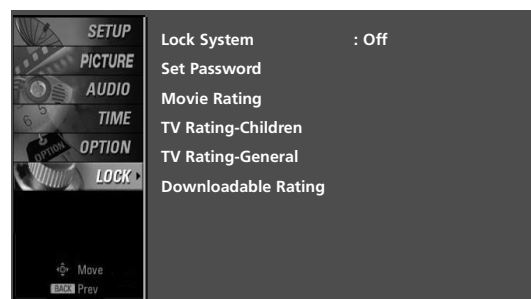 SETUP
PICTURE
AUDIO
TIME
OPTION
LOCK
Move
BACK Prev
Lock System : Off
Set Password
Movie Rating
TV Rating-Children
TV Rating-General
Downloadable Rating